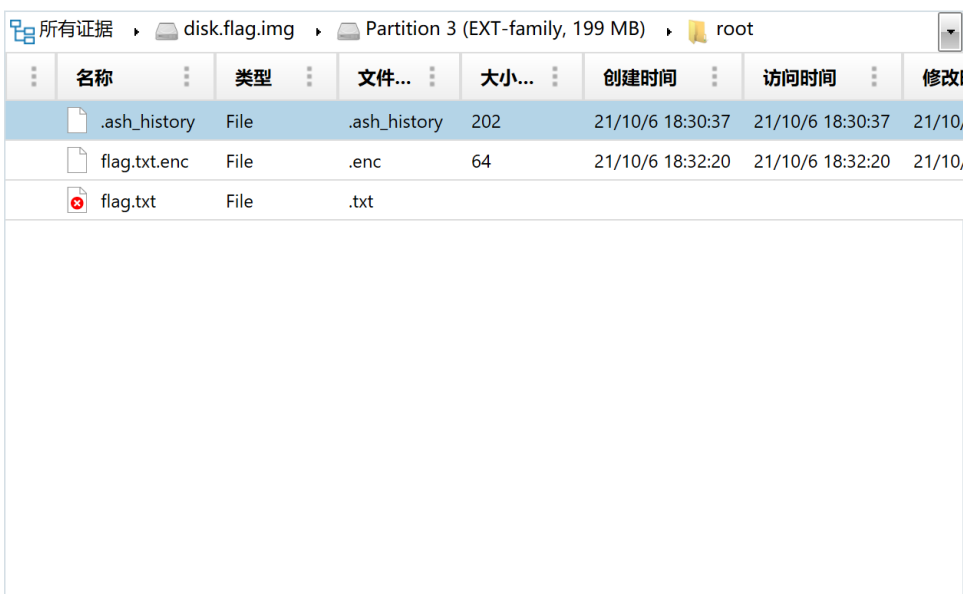 所有证据 disk.flag.img Partition 3 (EXT-family, 199 MB) root
名称 类型 文件... 大小... 创建时间 访问时间
.ash_history File .ash_history 202 21/10/6 18:30:37 21/10/6 18:30:37 21/10/
flag.txt.enc File .enc 64 21/10/6 18:32:20 21/10/6 18:32:20 21/10/
flag.txt File .txt